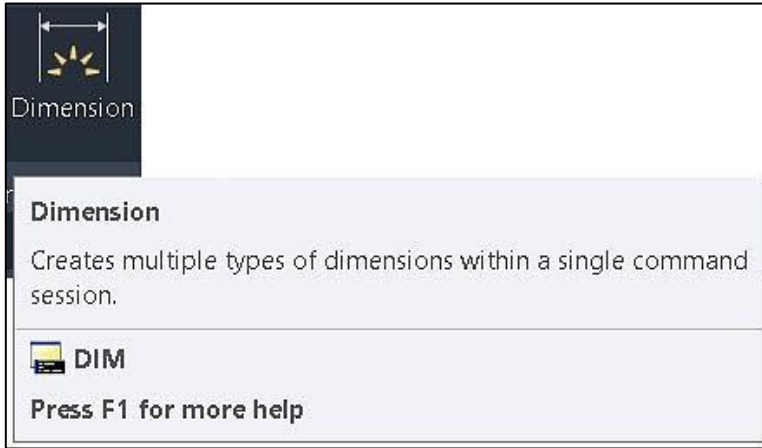 Dimension
Dimension
Creates multiple types of dimensions within a single command
session.
DIM
Press F1 for more help